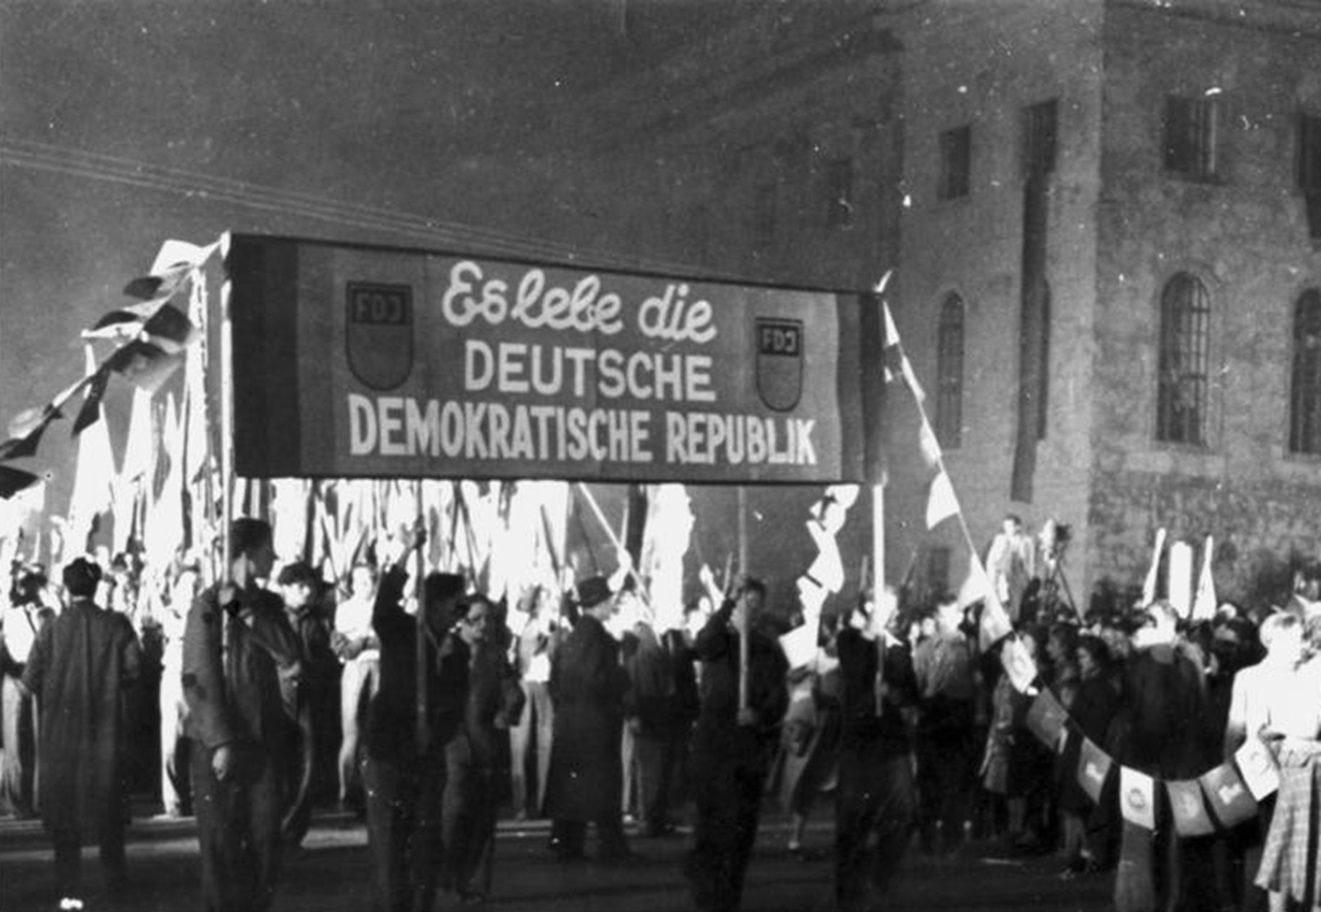 FDJ
Es lebe die
FDJ
DEUTSCHE
DEMOKRATISCHE REPUBLIK